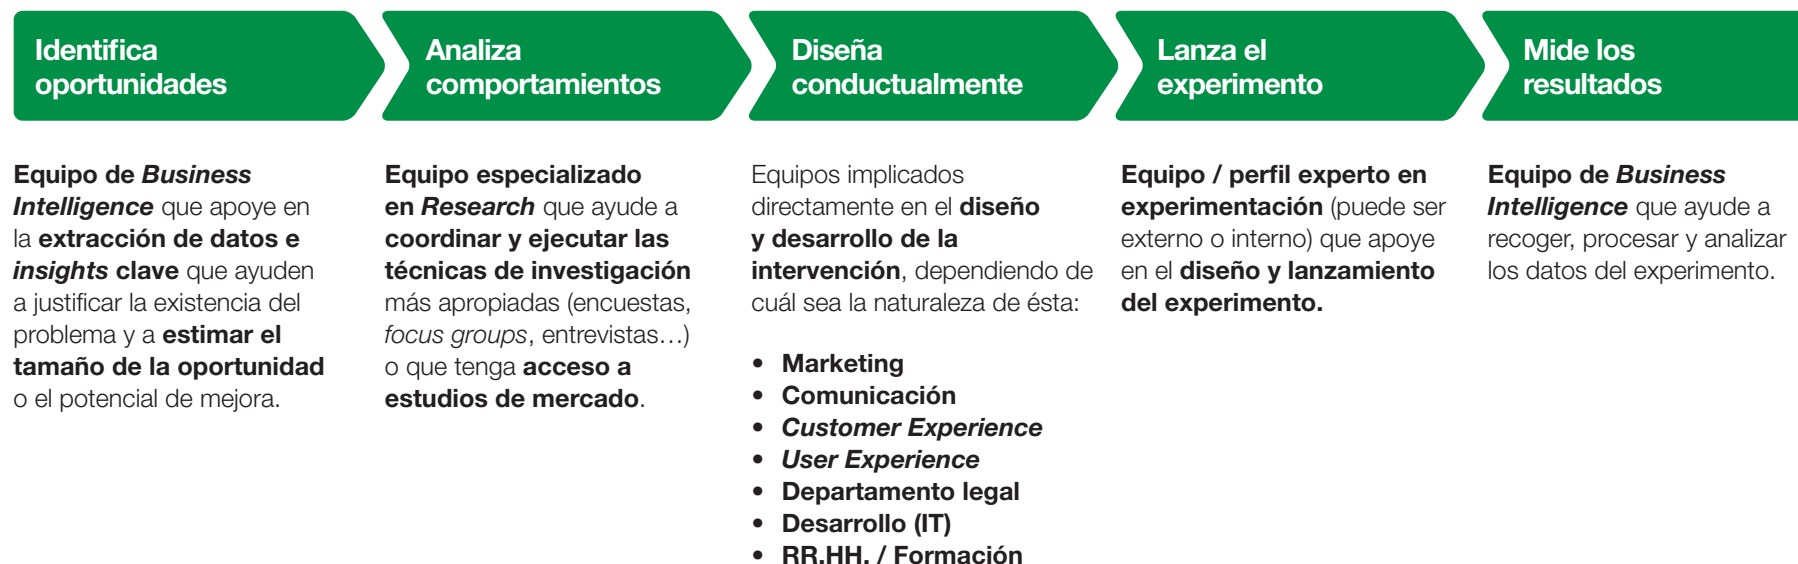 Identifica
oportunidades
Analiza
comportamientos
Diseña
conductualmente
Lanza el
experimento
Mide los
resultados
Equipo de Business
Intelligence que apoye en
la extracción de datos e
insights clave que ayuden
a justificar la existencia del
problema y a estimar el
tamaño de la oportunidad
o el potencial de mejora.
Equipo especializado
en Research que ayude a
coordinar y ejecutar las
técnicas de investigación
más apropiadas (encuestas,
focus groups, entrevistas…)
o que tenga acceso a
estudios de mercado.
Equipos implicados
directamente en el diseño
y desarrollo de la
intervención, dependiendo de
cuál sea la naturaleza de ésta:
• Marketing
• Comunicación
• Customer Experience
• User Experience
• Departamento legal
• Desarrollo (IT)
• RR.HH. / Formación
Equipo / perfil experto en
experimentación (puede ser
externo o interno) que apoye
en el diseño y lanzamiento
del experimento.
Equipo de Business
Intelligence que ayude a
recoger, procesar y analizar
los datos del experimento.